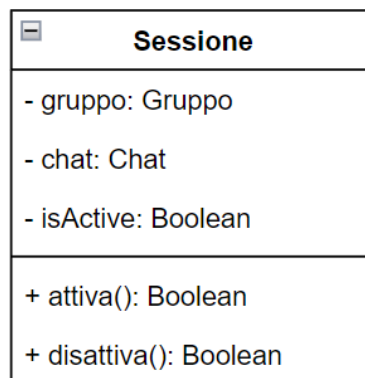 Sessione
- gruppo: Gruppo
- chat: Chat
- isActive: Boolean
+ attiva(): Boolean
+ disattiva(): Boolean